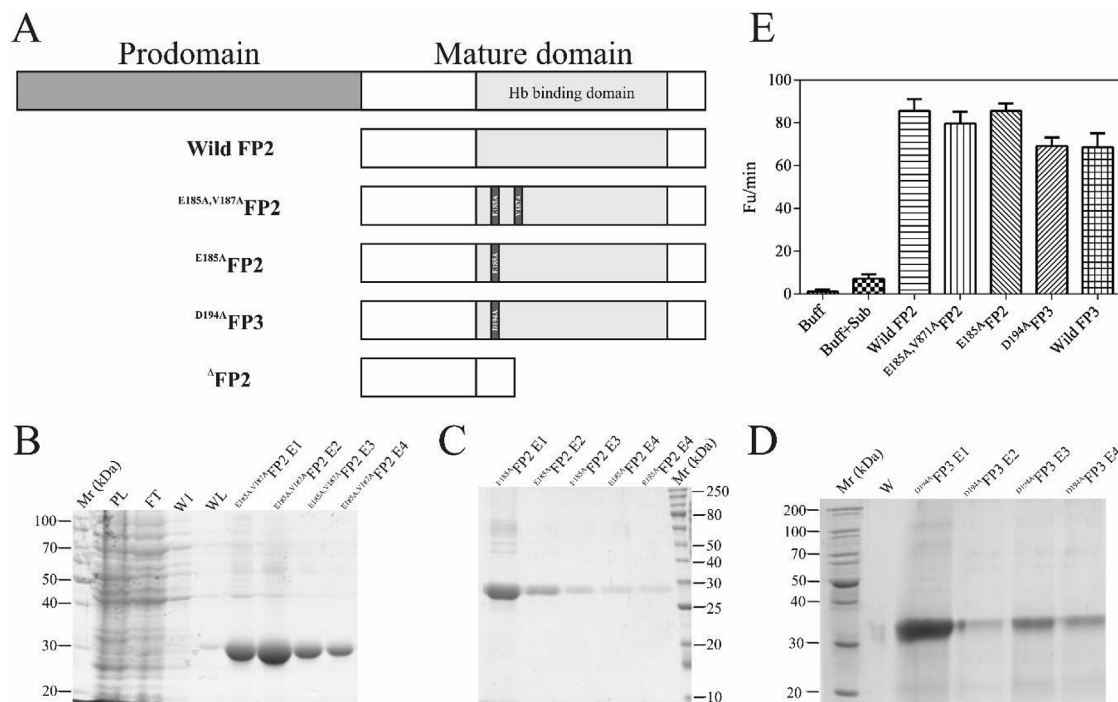 A
Prodomain Mature domain
Hb binding domain
Wild FP2
E185A,V187AFP2
E185A
V187A
E185AFP2
E185A
D194AFP3
D194A
ΔFP2
E
Fu/min
100
80
60
40
20
0
Buff
Buff+Sub
Wild FP2
E185A,V871AFP2
E185AFP2
D194AFP3
Wild FP3
B
Mr (kDa)
PL
FT
W1
WL
E185A,V187AFP2 E1
E185A,V187AFP2 E2
E185A,V187AFP2 E3
E185A,V187AFP2 E4
100
70
50
40
30
20
C
E185AFP2 E1
E185AFP2 E2
E185AFP2 E3
E185AFP2 E4
E185AFP2 E4
Mr (kDa)
250
80
50
40
30
25
20
10
D
Mr (kDa)
W
D194AFP3 E1
D194AFP3 E2
D194AFP3 E3
D194AFP3 E4
200
100
70
50
40
30
20